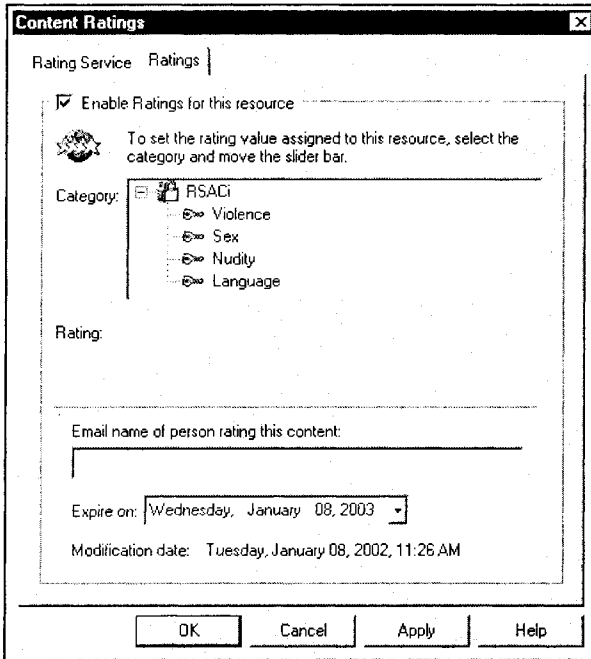 Content Ratings
Rating Service Ratings
Enable Ratings for this resource
To set the rating value assigned to this resource, select the
category and move the slider bar.
Category:
RSACi
Violence
Sex
Nudity
Language
Rating:
Email name of person rating this content:
Expire on: Wednesday, January 08, 2003
Modification date: Tuesday, January 08, 2002, 11:26 AM
OK Cancel Apply Help